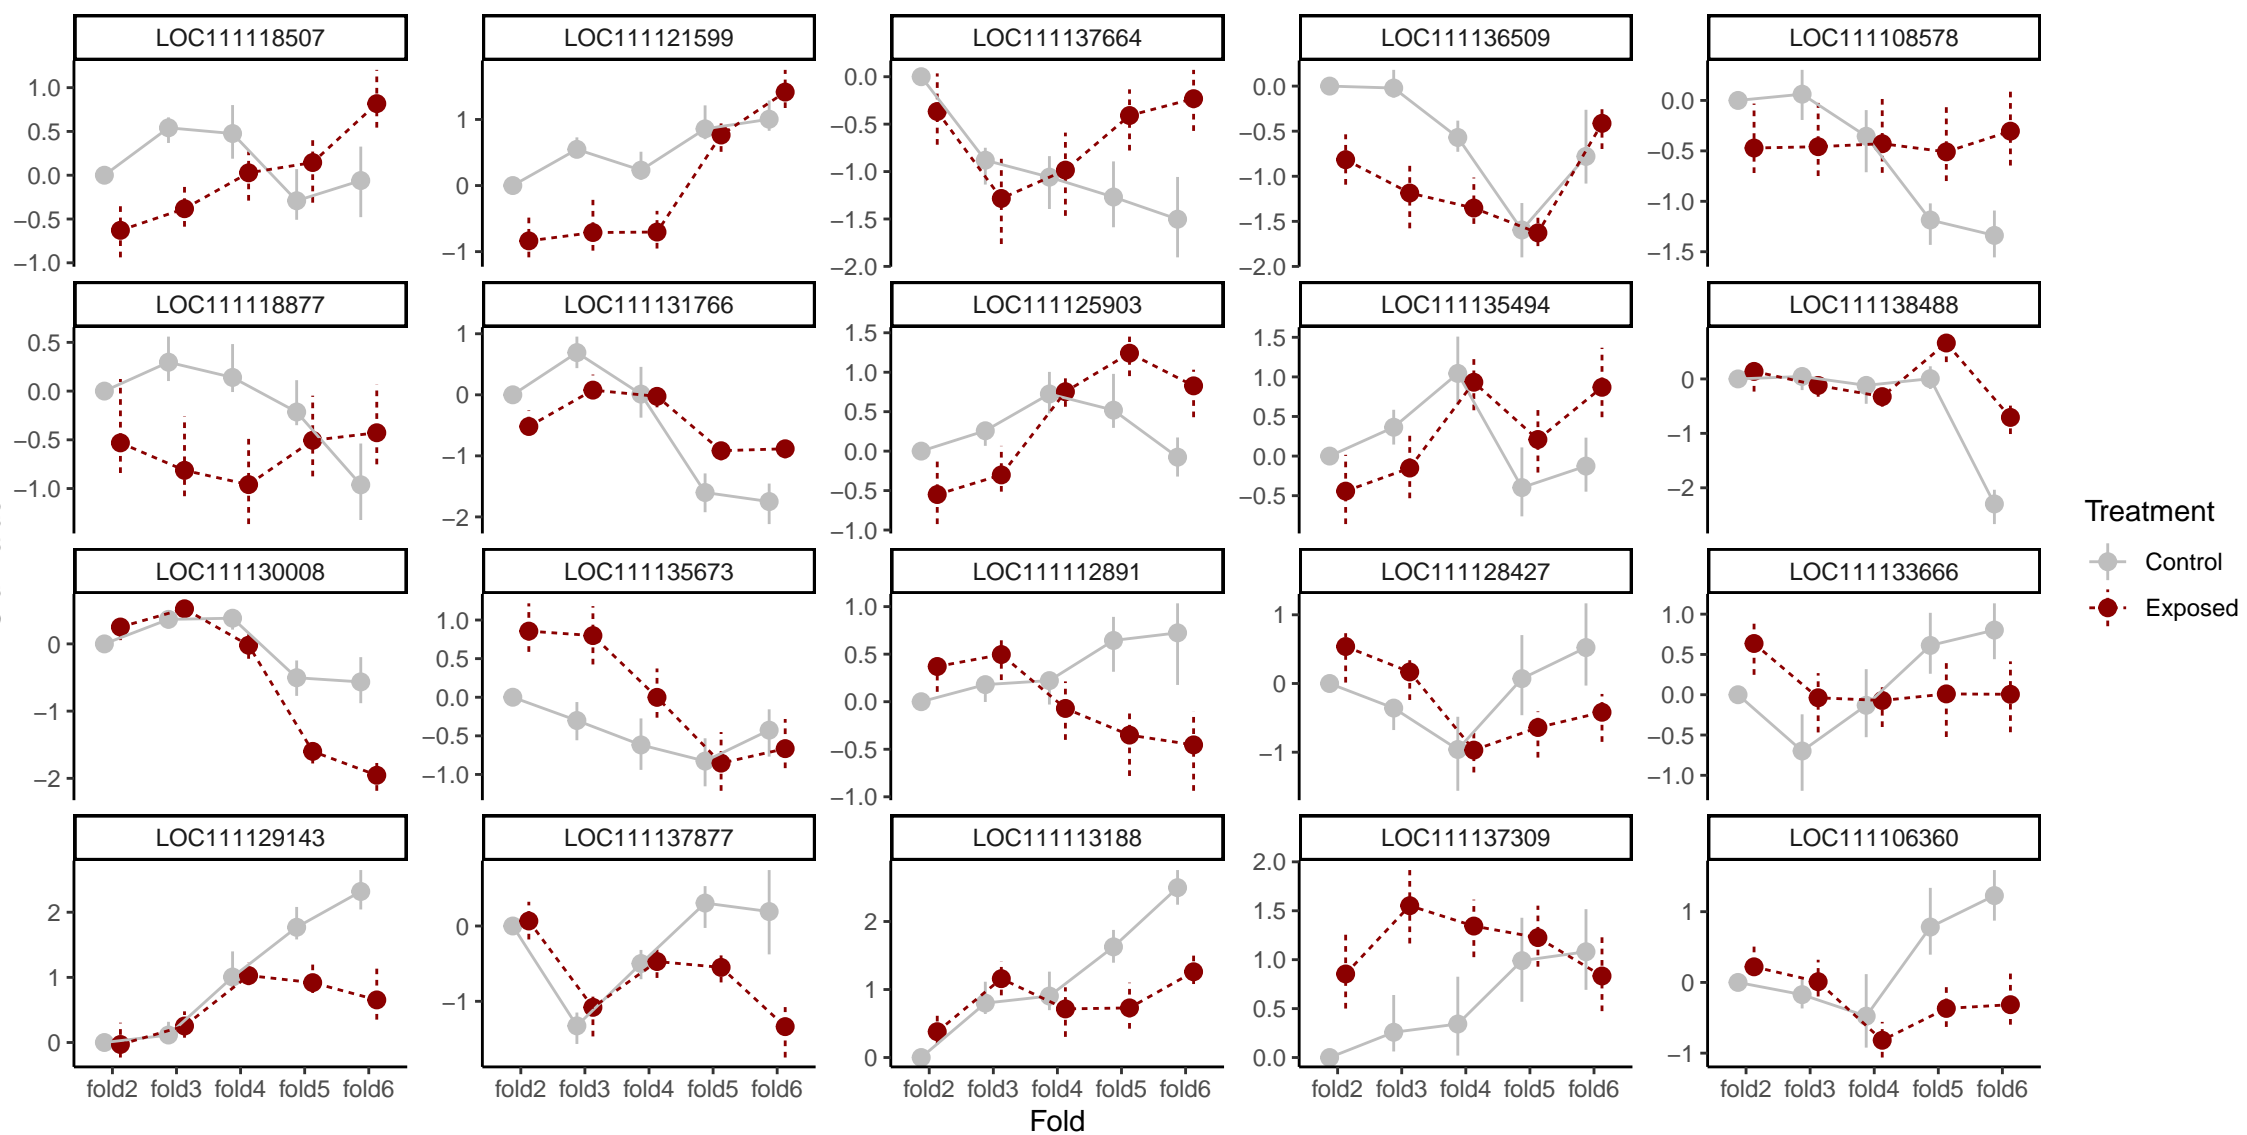 LOC111118507 LOC111121599 LOC111137664 LOC111136509 LOC111108578
1.0 0.5 0.0 −0.5 −1.0
1 0 −1
0.0 −0.5 −1.0 −1.5 −2.0
0.0 −0.5 −1.0 −1.5 −2.0
0.0 −0.5 −1.0 −1.5
LOC111118877 LOC111131766 LOC111125903 LOC111135494 LOC111138488
0.5 0.0 −0.5 −1.0
1 0 −1 −2
1.5 1.0 0.5 0.0 −0.5 −1.0
1.5 1.0 0.5 0.0 −0.5
0 −1 −2
LOC111130008 LOC111135673 LOC111112891 LOC111128427 LOC111133666
0 −1 −2
1.0 0.5 0.0 −0.5 −1.0
1.0 0.5 0.0 −0.5 −1.0
1 0 −1
1.0 0.5 0.0 −0.5 −1.0
LOC111129143 LOC111137877 LOC111113188 LOC111137309 LOC111106360
2 1 0
0 −1
2 1 0
2.0 1.5 1.0 0.5 0.0
1 0 −1
fold2 fold3 fold4 fold5 fold6 fold2 fold3 fold4 fold5 fold6 fold2 fold3 fold4 fold5 fold6 fold2 fold3 fold4 fold5 fold6 fold2 fold3 fold4 fold5 fold6
Fold
Treatment
Control
Exposed